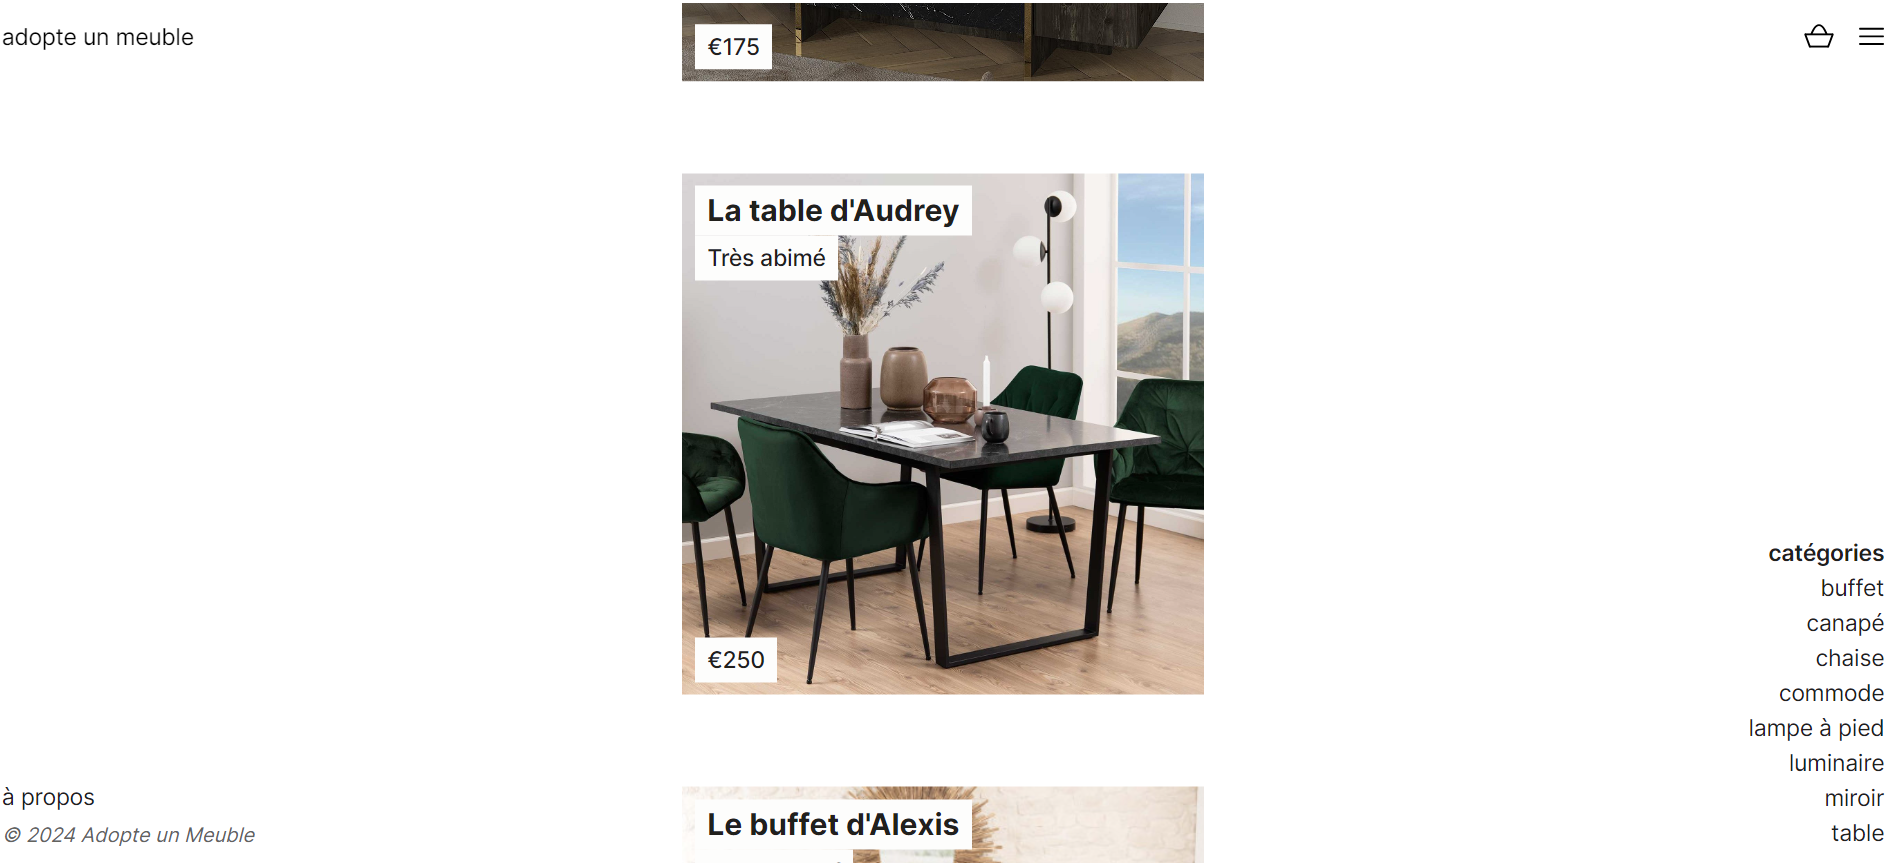 adopte un meuble
€175
La table d'Audrey
Très abimé
€250
Le buffet d'Alexis
catégories
buffet
canapé
chaise
commode
lampe à pied
luminaire
miroir
table
à propos
© 2024 Adopte un Meuble